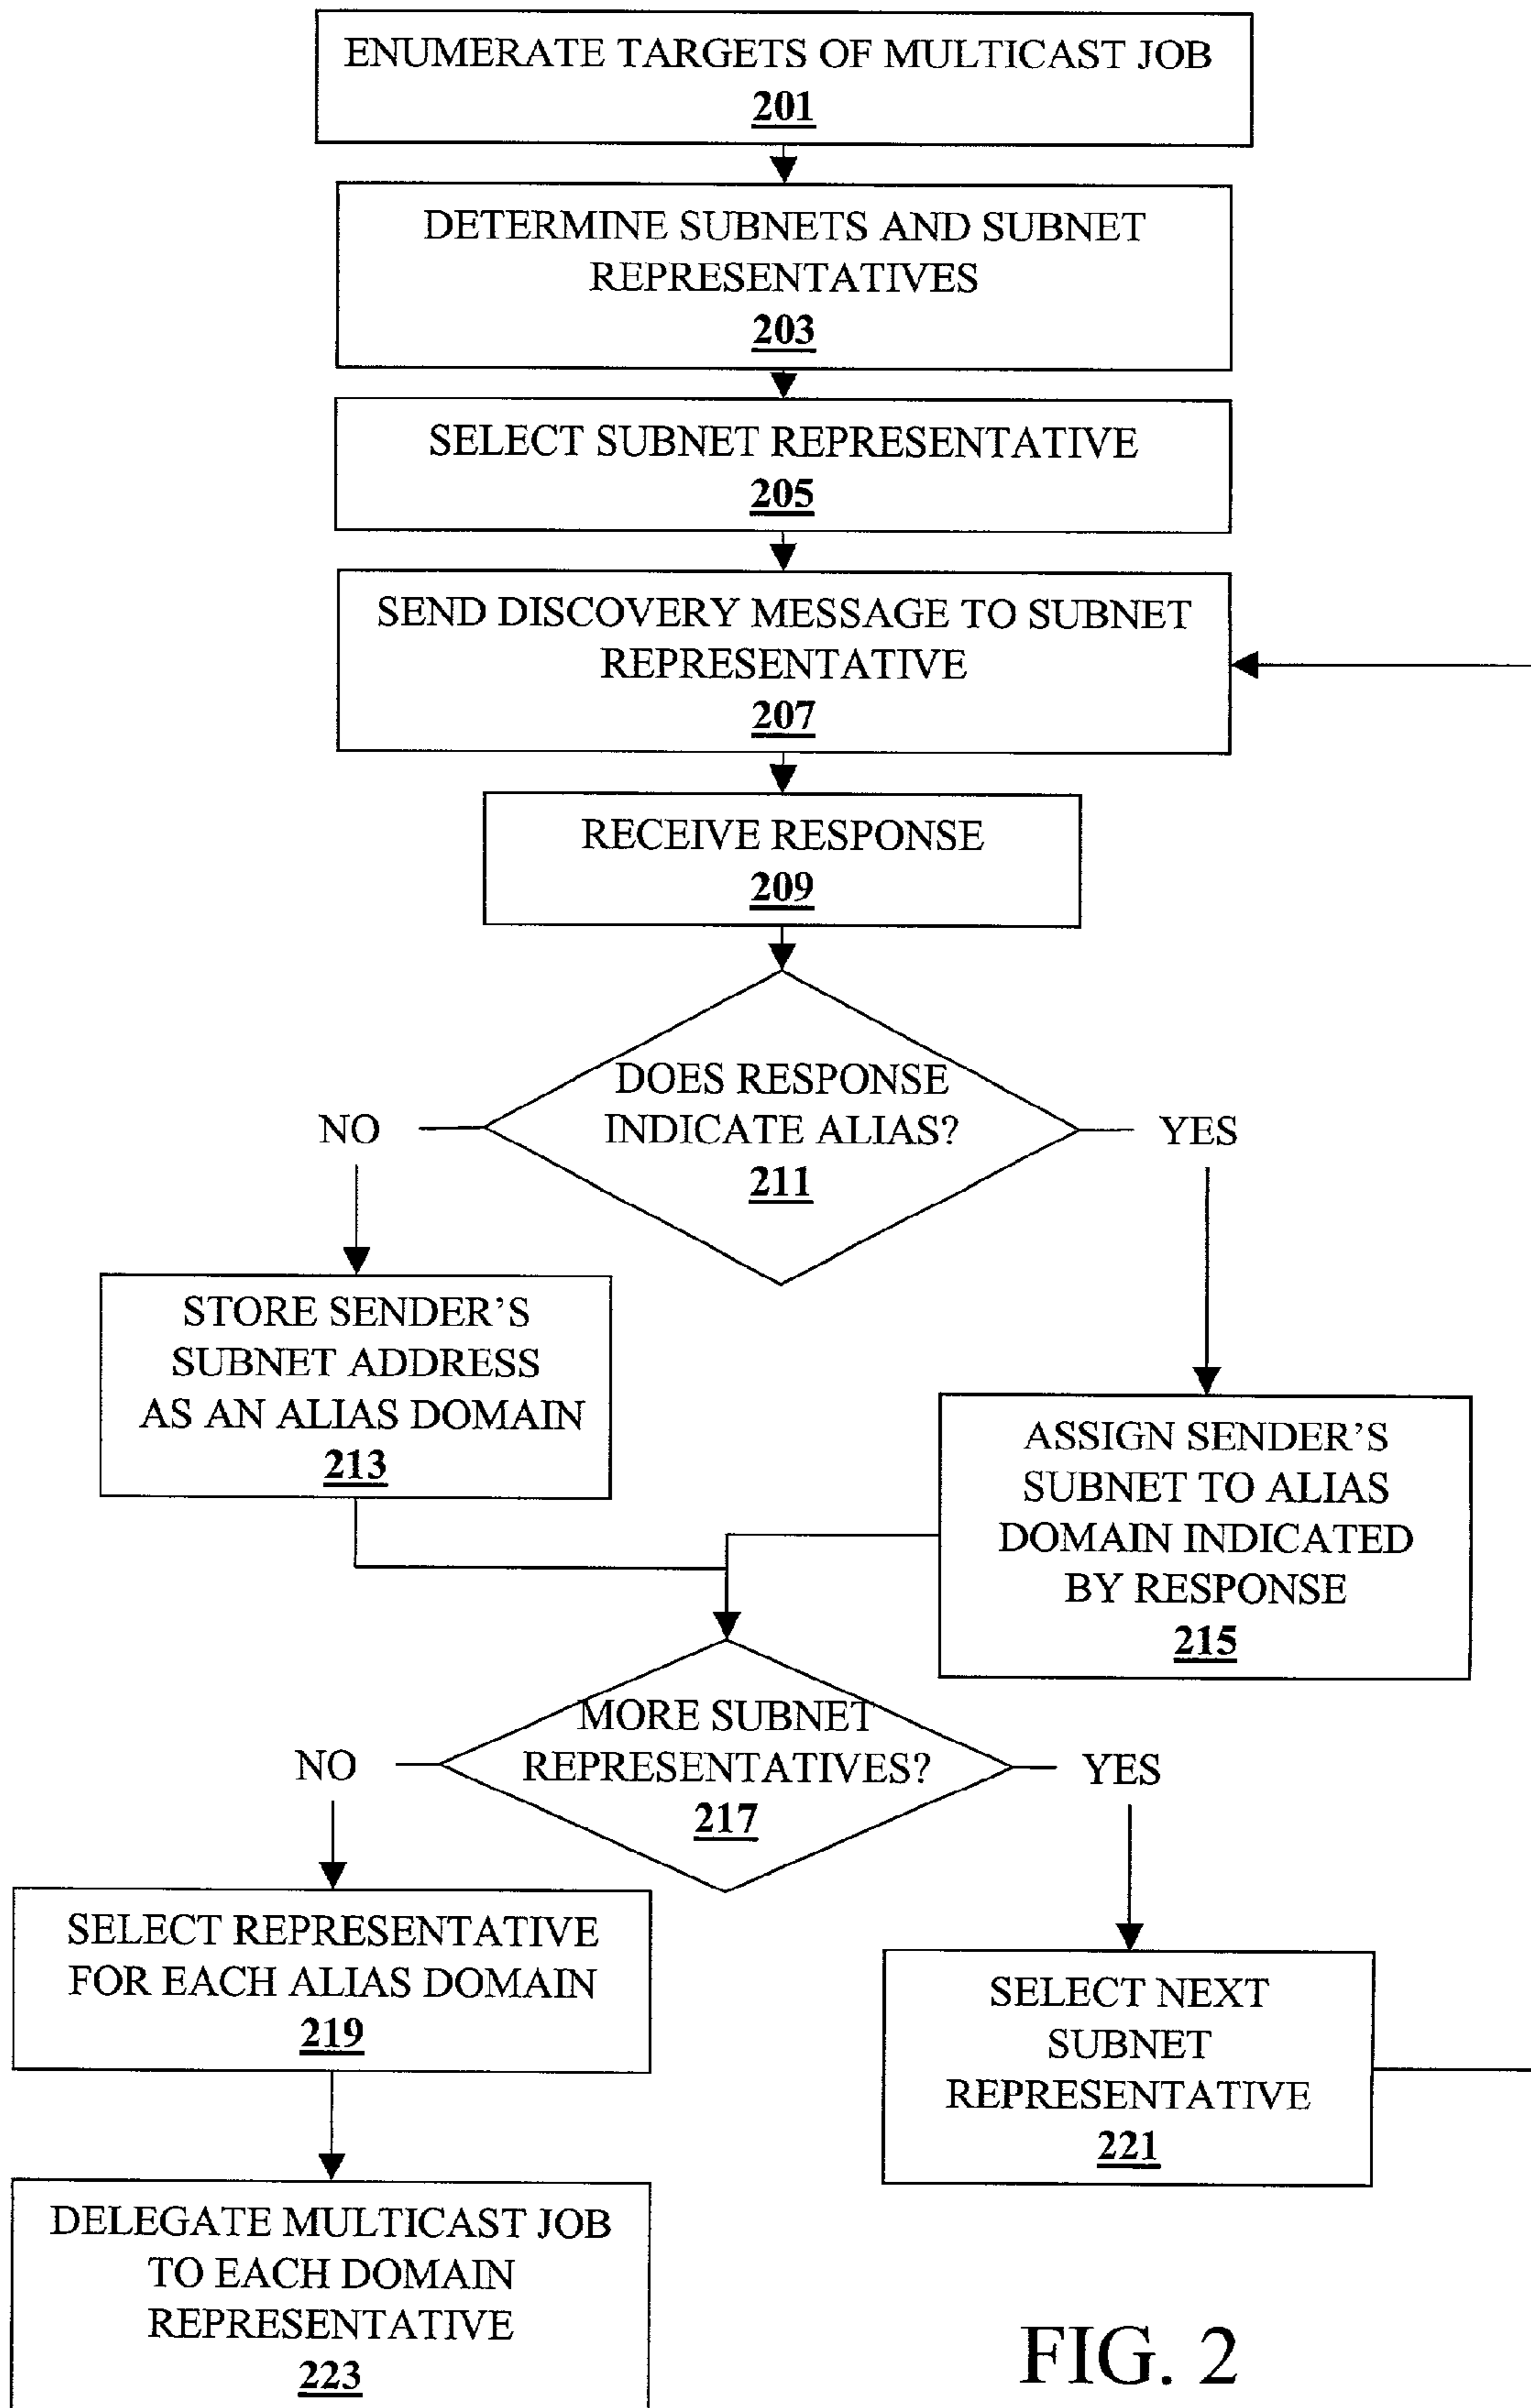 ENUMERATE TARGETS OF MULTICAST JOB
201
DETERMINE SUBNETS AND SUBNET
REPRESENTATIVES
203
SELECT SUBNET REPRESENTATIVE
205
SEND DISCOVERY MESSAGE TO SUBNET
REPRESENTATIVE
207
RECEIVE RESPONSE
209
DOES RESPONSE
INDICATE ALIAS?
211
NO
YES
STORE SENDER'S
SUBNET ADDRESS
AS AN ALIAS DOMAIN
213
ASSIGN SENDER'S
SUBNET TO ALIAS
DOMAIN INDICATED
BY RESPONSE
215
MORE SUBNET
REPRESENTATIVES?
217
NO
YES
SELECT REPRESENTATIVE
FOR EACH ALIAS DOMAIN
219
SELECT NEXT
SUBNET
REPRESENTATIVE
221
DELEGATE MULTICAST JOB
TO EACH DOMAIN
REPRESENTATIVE
223
FIG. 2